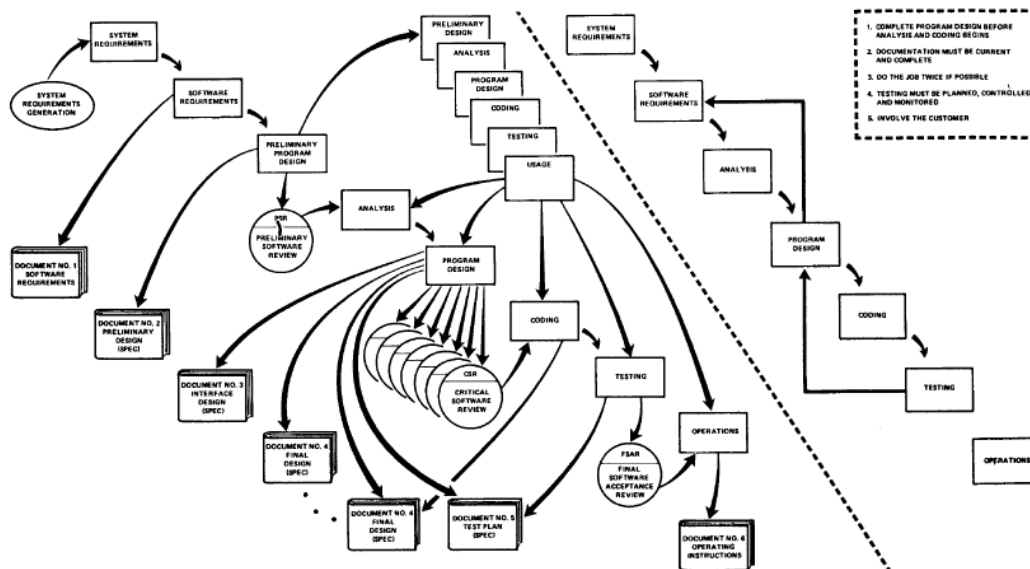 SYSTEM
REQUIREMENTS
SYSTEM
REQUIREMENTS
GENERATION
SOFTWARE
REQUIREMENTS
PRELIMINARY
PROGRAM
DESIGN
PRELIMINARY
DESIGN
ANALYSIS
PROGRAM
DESIGN
CODING
TESTING
USAGE
PSR
PRELIMINARY
SOFTWARE
REVIEW
ANALYSIS
PROGRAM
DESIGN
CSR
CRITICAL
SOFTWARE
REVIEW
CODING
TESTING
FSAR
FINAL
SOFTWARE
ACCEPTANCE
REVIEW
OPERATIONS
DOCUMENT NO. 1
SOFTWARE
REQUIREMENTS
DOCUMENT NO. 2
PRELIMINARY
DESIGN
(SPEC)
DOCUMENT NO. 3
INTERFACE
DESIGN
(SPEC)
DOCUMENT NO. 4
FINAL
DESIGN
(SPEC)
DOCUMENT NO. 4
FINAL
DESIGN
(SPEC)
DOCUMENT NO. 5
TEST PLAN
(SPEC)
DOCUMENT NO. 6
OPERATING
INSTRUCTIONS
SYSTEM
REQUIREMENTS
SOFTWARE
REQUIREMENTS
ANALYSIS
PROGRAM
DESIGN
CODING
TESTING
OPERATIONS
1. COMPLETE PROGRAM DESIGN BEFORE
ANALYSIS AND CODING BEGINS
2. DOCUMENTATION MUST BE CURRENT
AND COMPLETE
3. DO THE JOB TWICE IF POSSIBLE
4. TESTING MUST BE PLANNED, CONTROLLED
AND MONITORED
5. INVOLVE THE CUSTOMER